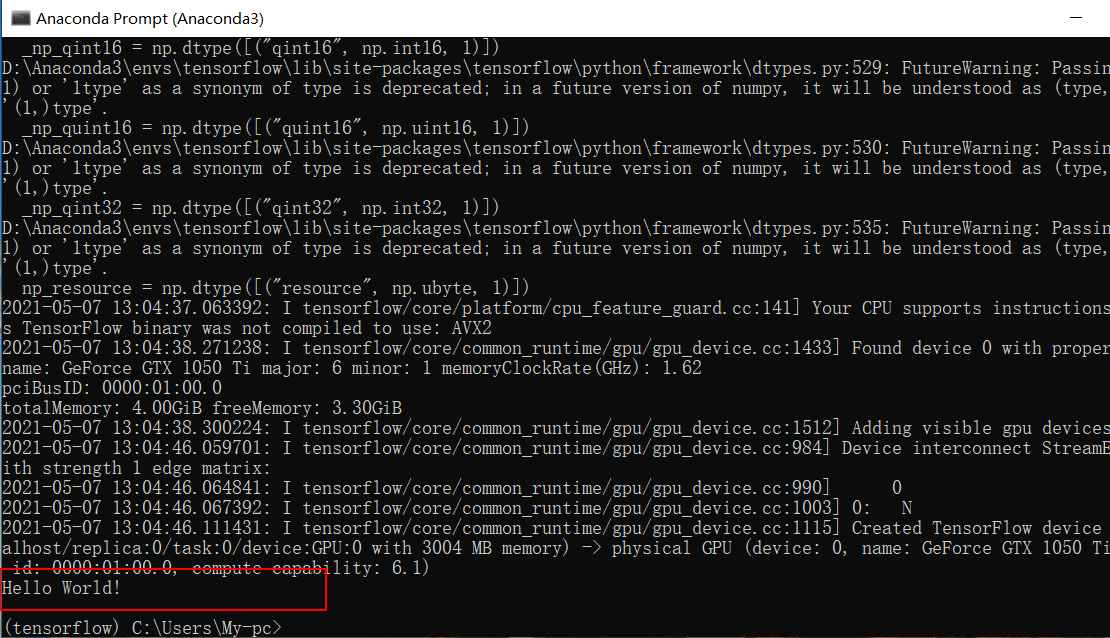 Anaconda Prompt (Anaconda3)
_np_qint16 = np.dtype([("qint16", np.int16, 1)])
D:\Anaconda3\envs\tensorflow\lib\site-packages\tensorflow\python\framework\dtypes.py:529: FutureWarning: Passin
1) or '1type' as a synonym of type is deprecated; in a future version of numpy, it will be understood as (type,
'(1,)type'.
_np_quint16 = np.dtype([("quint16", np.uint16, 1)])
D:\Anaconda3\envs\tensorflow\lib\site-packages\tensorflow\python\framework\dtypes.py:530: FutureWarning: Passin
1) or '1type' as a synonym of type is deprecated; in a future version of numpy, it will be understood as (type,
'(1,)type'.
_np_qint32 = np.dtype([("qint32", np.int32, 1)])
D:\Anaconda3\envs\tensorflow\lib\site-packages\tensorflow\python\framework\dtypes.py:535: FutureWarning: Passin
1) or '1type' as a synonym of type is deprecated; in a future version of numpy, it will be understood as (type,
'(1,)type'.
np_resource = np.dtype([("resource", np.ubyte, 1)])
2021-05-07 13:04:37.063392: I tensorflow/core/platform/cpu_feature_guard.cc:141] Your CPU supports instructions
s TensorFlow binary was not compiled to use: AVX2
2021-05-07 13:04:38.271238: I tensorflow/core/common_runtime/gpu/gpu_device.cc:1433] Found device 0 with proper
name: GeForce GTX 1050 Ti major: 6 minor: 1 memoryClockRate(GHz): 1.62
pciBusID: 0000:01:00.0
totalMemory: 4.00GiB freeMemory: 3.30GiB
2021-05-07 13:04:38.300224: I tensorflow/core/common_runtime/gpu/gpu_device.cc:1512] Adding visible gpu devices
2021-05-07 13:04:46.059701: I tensorflow/core/common_runtime/gpu/gpu_device.cc:984] Device interconnect StreamE
ith strength 1 edge matrix:
2021-05-07 13:04:46.064841: I tensorflow/core/common_runtime/gpu/gpu_device.cc:990]      0
2021-05-07 13:04:46.067392: I tensorflow/core/common_runtime/gpu/gpu_device.cc:1003] 0:   N
2021-05-07 13:04:46.111431: I tensorflow/core/common_runtime/gpu/gpu_device.cc:1115] Created TensorFlow device
alhost/replica:0/task:0/device:GPU:0 with 3004 MB memory) -> physical GPU (device: 0, name: GeForce GTX 1050 Ti
id: 0000:01:00.0, compute capability: 6.1)
Hello World!
(tensorflow) C:\Users\My-pc>